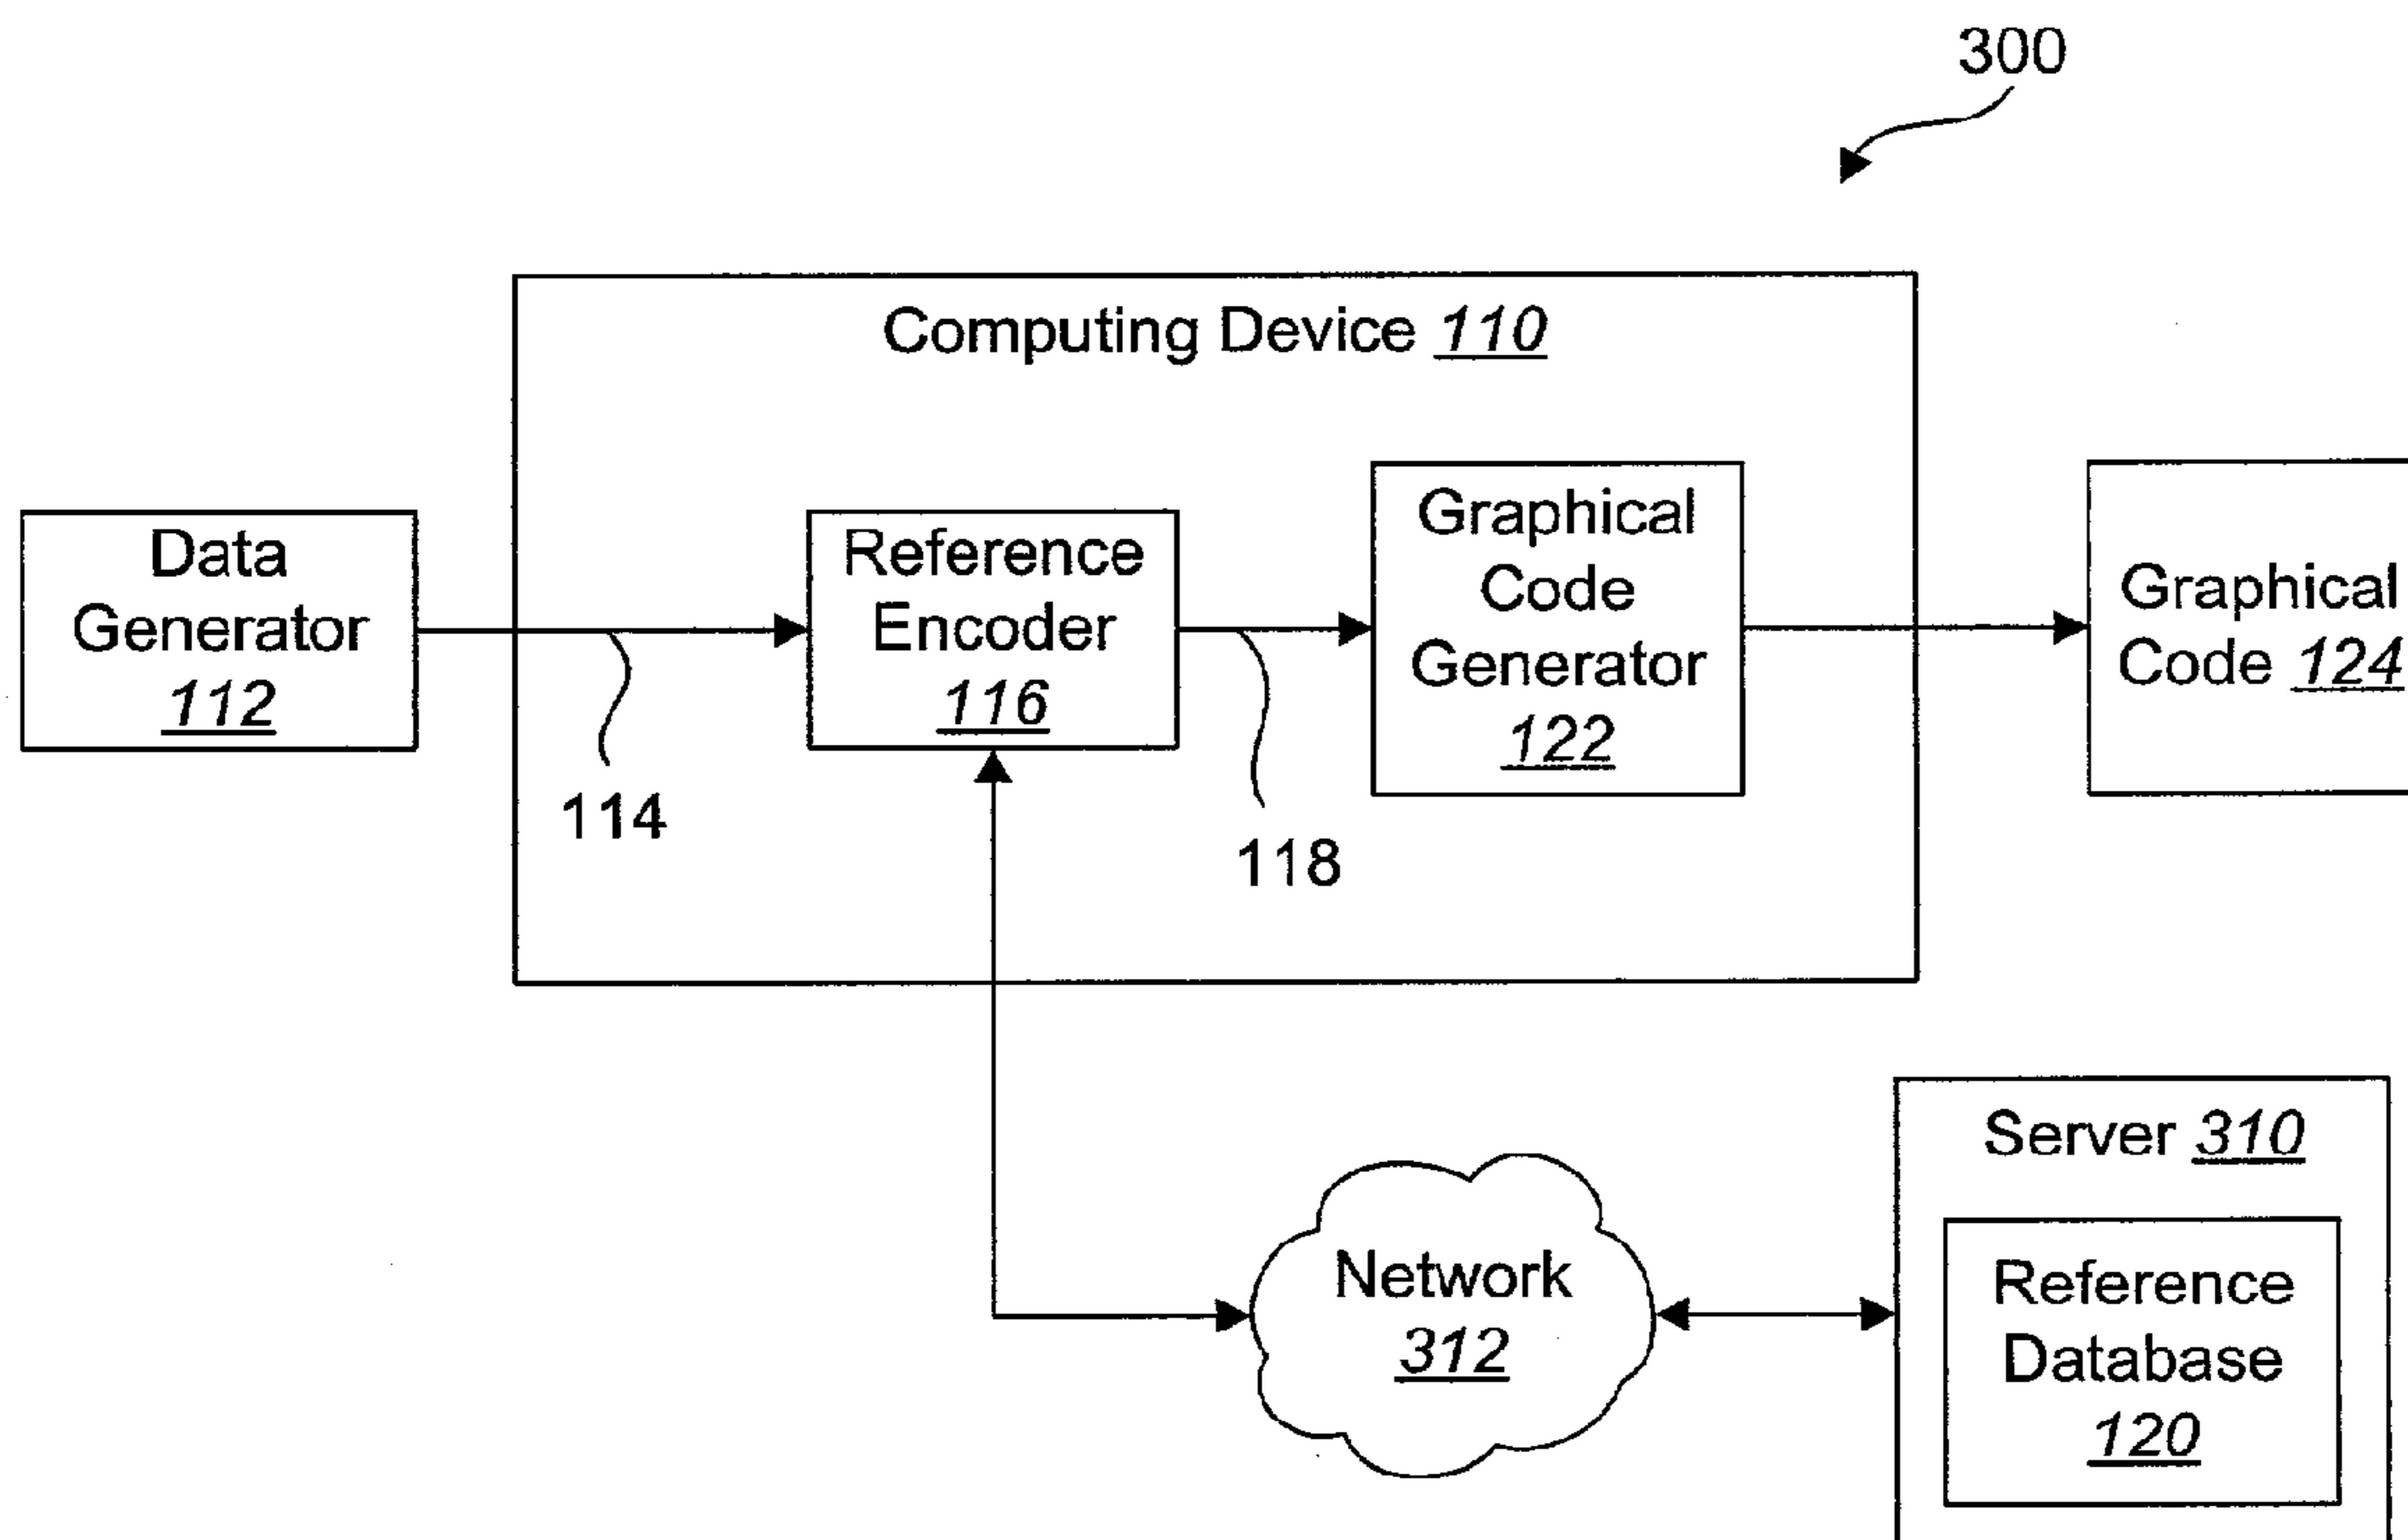 300
Computing Device 110
Data
Generator
112
Reference
Encoder
116
Graphical
Code
Generator
122
Graphical
Code 124
114
118
Server 310
Network
312
Reference
Database
120